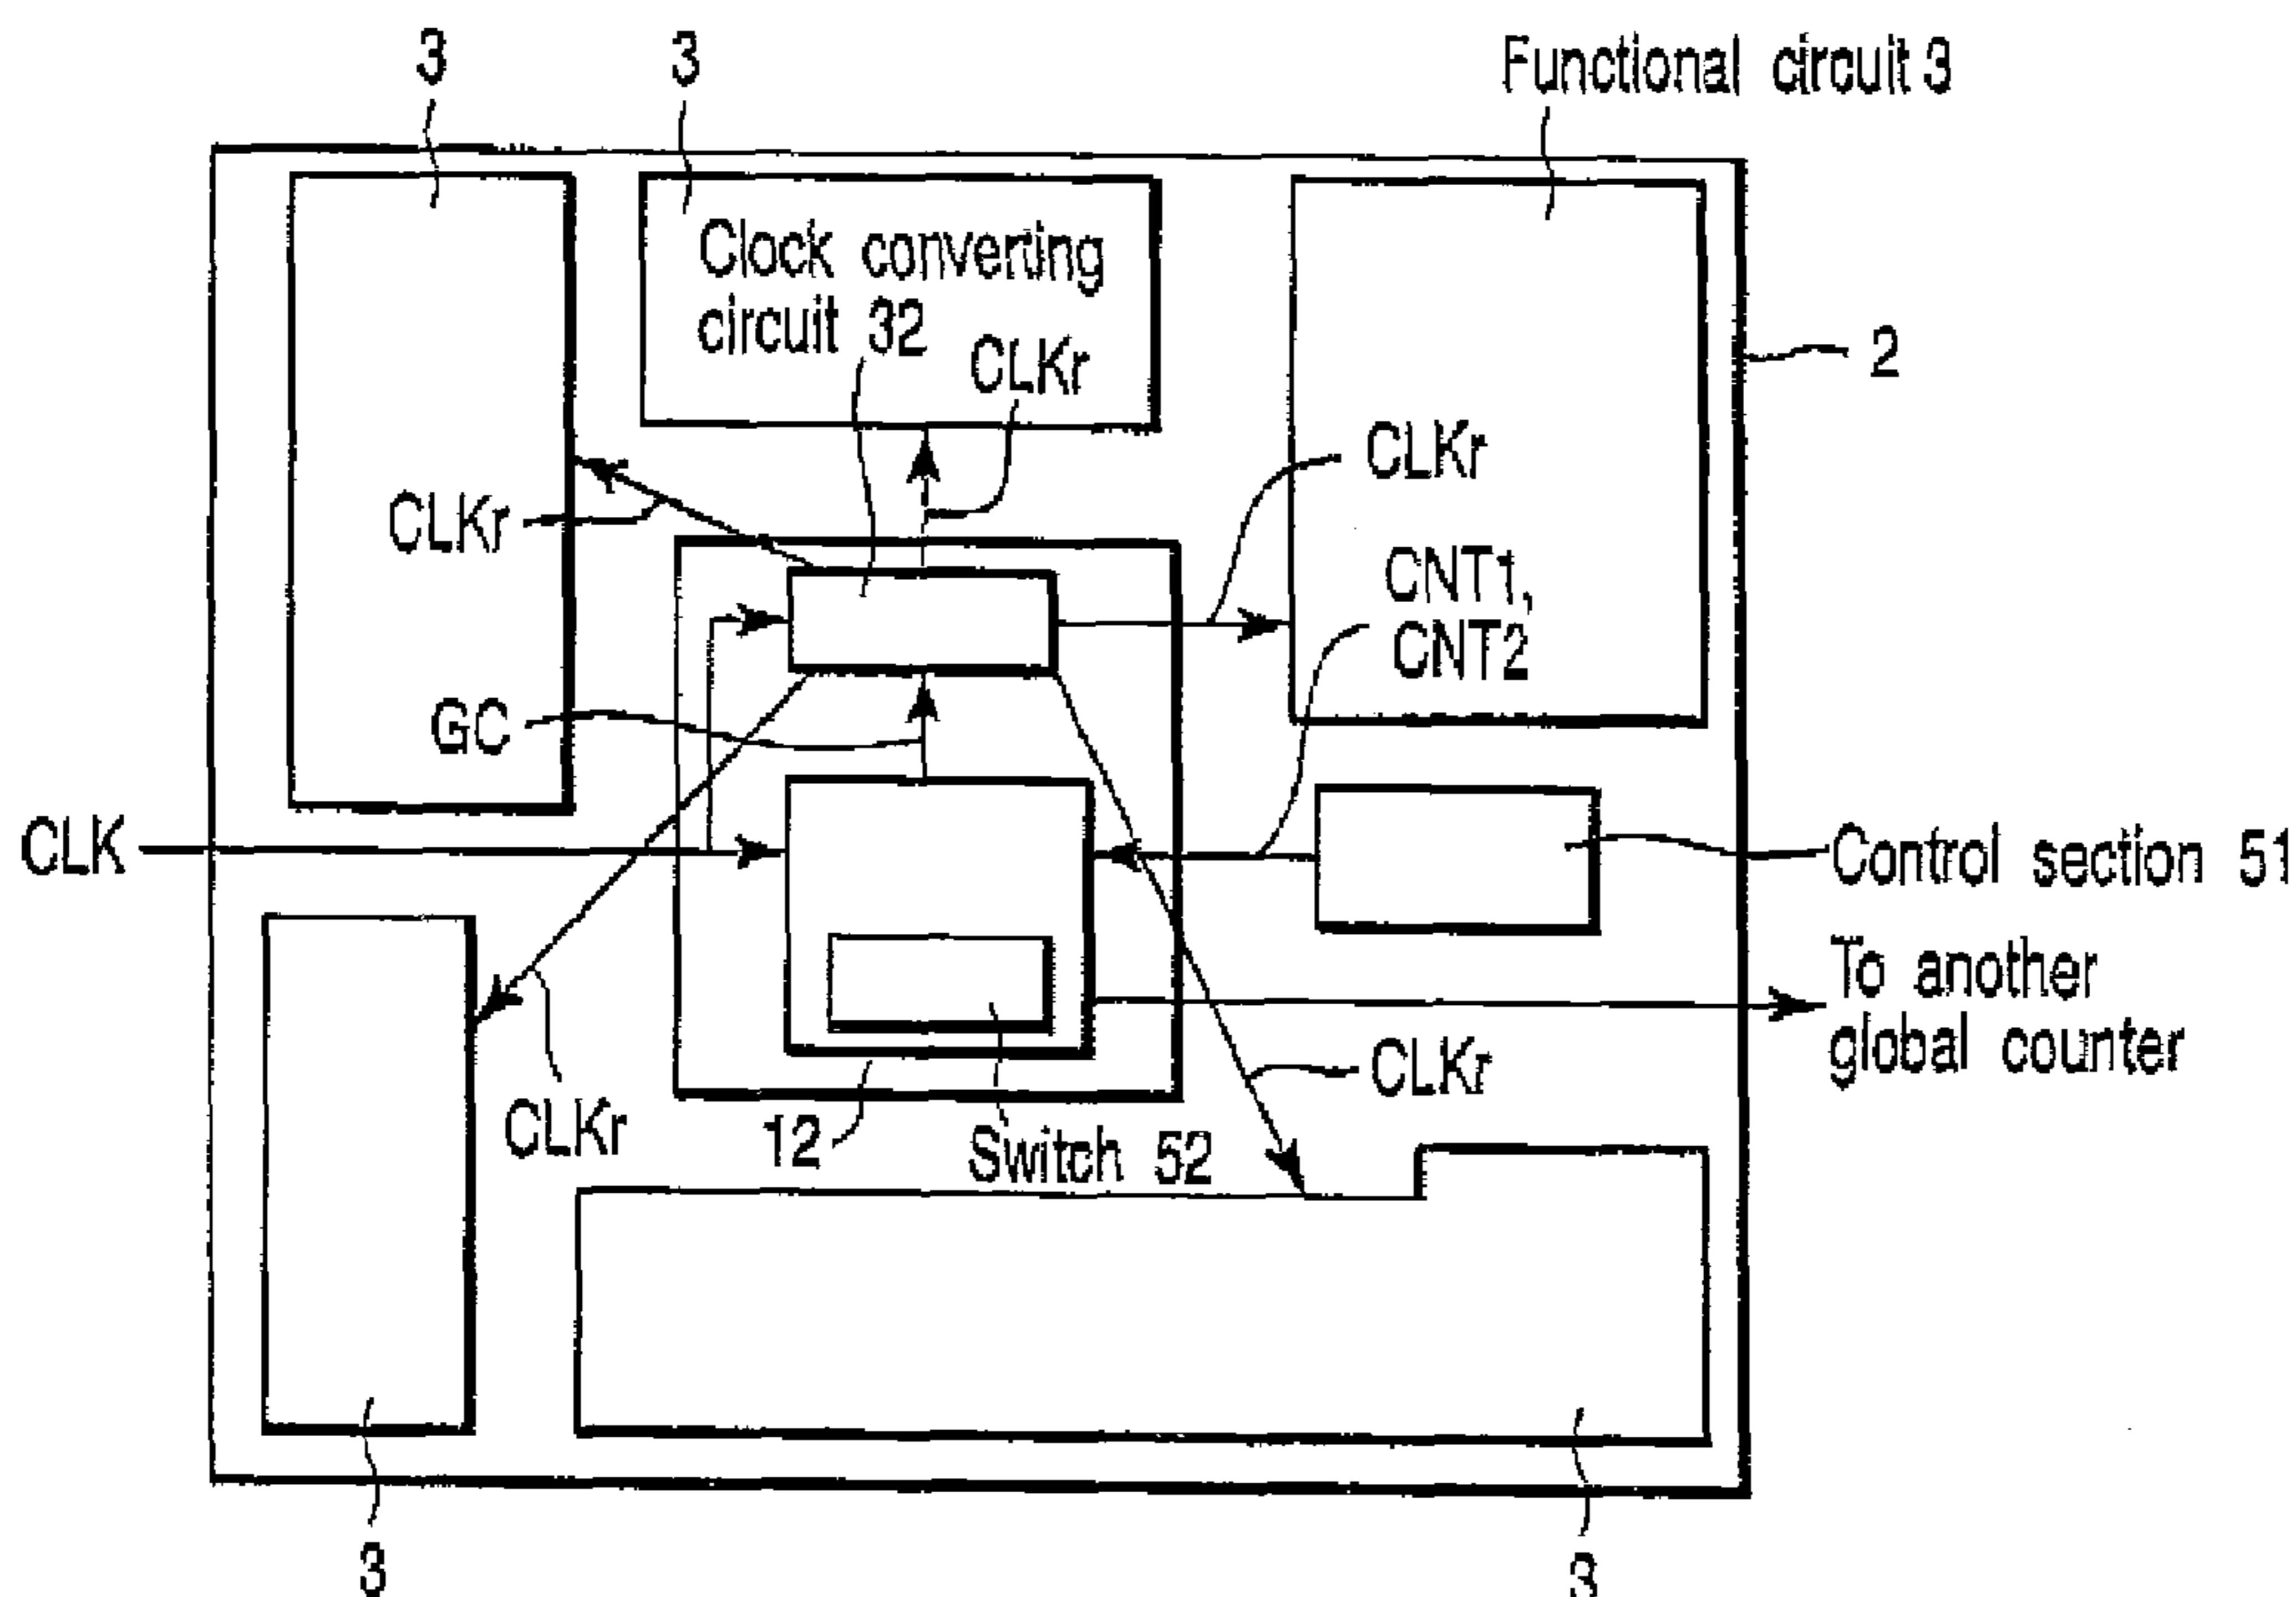 3
3
Functional circuit 3
Clock converting
circuit 32
CLKr
2
CLKr
CLKr
CNT1,
CNT2
GC
CLK
Control section 51
To another
global counter
CLKr
CLKr
12
Switch 52
3
3